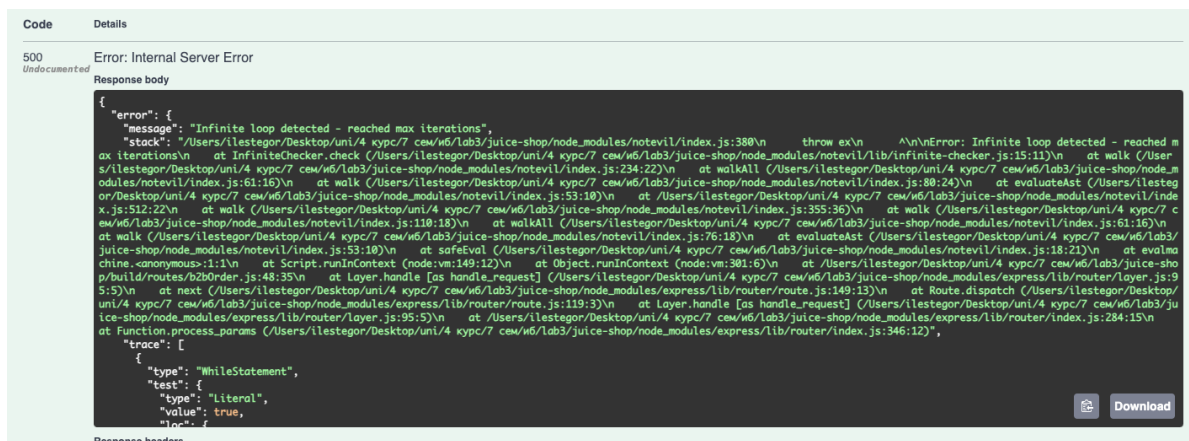 Code Details
500 Error: Internal Server Error
Undocumented
Response body
{
"error": {
"message": "Infinite loop detected - reached max iterations",
"stack": "/Users/ilestegor/Desktop/uni/4 курс/7 сем/иб/lab3/juice-shop/node_modules/notevil/index.js:380\n      throw ex\n      ^\n\nError: Infinite loop detected - reached m
ax iterations\n    at InfiniteChecker.check (/Users/ilestegor/Desktop/uni/4 курс/7 сем/иб/lab3/juice-shop/node_modules/notevil/lib/infinite-checker.js:15:11)\n    at walk (/User
s/ilestegor/Desktop/uni/4 курс/7 сем/иб/lab3/juice-shop/node_modules/notevil/index.js:234:22)\n    at walkAll (/Users/ilestegor/Desktop/uni/4 курс/7 сем/иб/lab3/juice-shop/node_m
odules/notevil/index.js:61:16)\n    at walk (/Users/ilestegor/Desktop/uni/4 курс/7 сем/иб/lab3/juice-shop/node_modules/notevil/index.js:80:24)\n    at evaluateAst (/Users/ilesteg
or/Desktop/uni/4 курс/7 сем/иб/lab3/juice-shop/node_modules/notevil/index.js:53:10)\n    at /Users/ilestegor/Desktop/uni/4 курс/7 сем/иб/lab3/juice-shop/node_modules/notevil/inde
x.js:512:22\n    at walk (/Users/ilestegor/Desktop/uni/4 курс/7 сем/иб/lab3/juice-shop/node_modules/notevil/index.js:355:36)\n    at walk (/Users/ilestegor/Desktop/uni/4 курс/7 с
ем/иб/lab3/juice-shop/node_modules/notevil/index.js:110:18)\n    at walkAll (/Users/ilestegor/Desktop/uni/4 курс/7 сем/иб/lab3/juice-shop/node_modules/notevil/index.js:61:16)\n
at walk (/Users/ilestegor/Desktop/uni/4 курс/7 сем/иб/lab3/juice-shop/node_modules/notevil/index.js:76:18)\n    at evaluateAst (/Users/ilestegor/Desktop/uni/4 курс/7 сем/иб/lab3/
juice-shop/node_modules/notevil/index.js:53:10)\n    at safeEval (/Users/ilestegor/Desktop/uni/4 курс/7 сем/иб/lab3/juice-shop/node_modules/notevil/index.js:18:21)\n    at evalma
chine.<anonymous>:1:1\n    at Script.runInContext (node:vm:149:12)\n    at Object.runInContext (node:vm:301:6)\n    at /Users/ilestegor/Desktop/uni/4 курс/7 сем/иб/lab3/juice-sho
p/build/routes/b2bOrder.js:48:35\n    at Layer.handle [as handle_request] (/Users/ilestegor/Desktop/uni/4 курс/7 сем/иб/lab3/juice-shop/node_modules/express/lib/router/layer.js:9
5:5)\n    at next (/Users/ilestegor/Desktop/uni/4 курс/7 сем/иб/lab3/juice-shop/node_modules/express/lib/router/route.js:149:13)\n    at Route.dispatch (/Users/ilestegor/Desktop/
uni/4 курс/7 сем/иб/lab3/juice-shop/node_modules/express/lib/router/route.js:119:3)\n    at Layer.handle [as handle_request] (/Users/ilestegor/Desktop/uni/4 курс/7 сем/иб/lab3/ju
ice-shop/node_modules/express/lib/router/layer.js:95:5)\n    at /Users/ilestegor/Desktop/uni/4 курс/7 сем/иб/lab3/juice-shop/node_modules/express/lib/router/index.js:284:15\n
at Function.process_params (/Users/ilestegor/Desktop/uni/4 курс/7 сем/иб/lab3/juice-shop/node_modules/express/lib/router/index.js:346:12)",
"trace": [
{
"type": "WhileStatement",
"test": {
"type": "Literal",
"value": true,
"loc": {
Download
Response headers